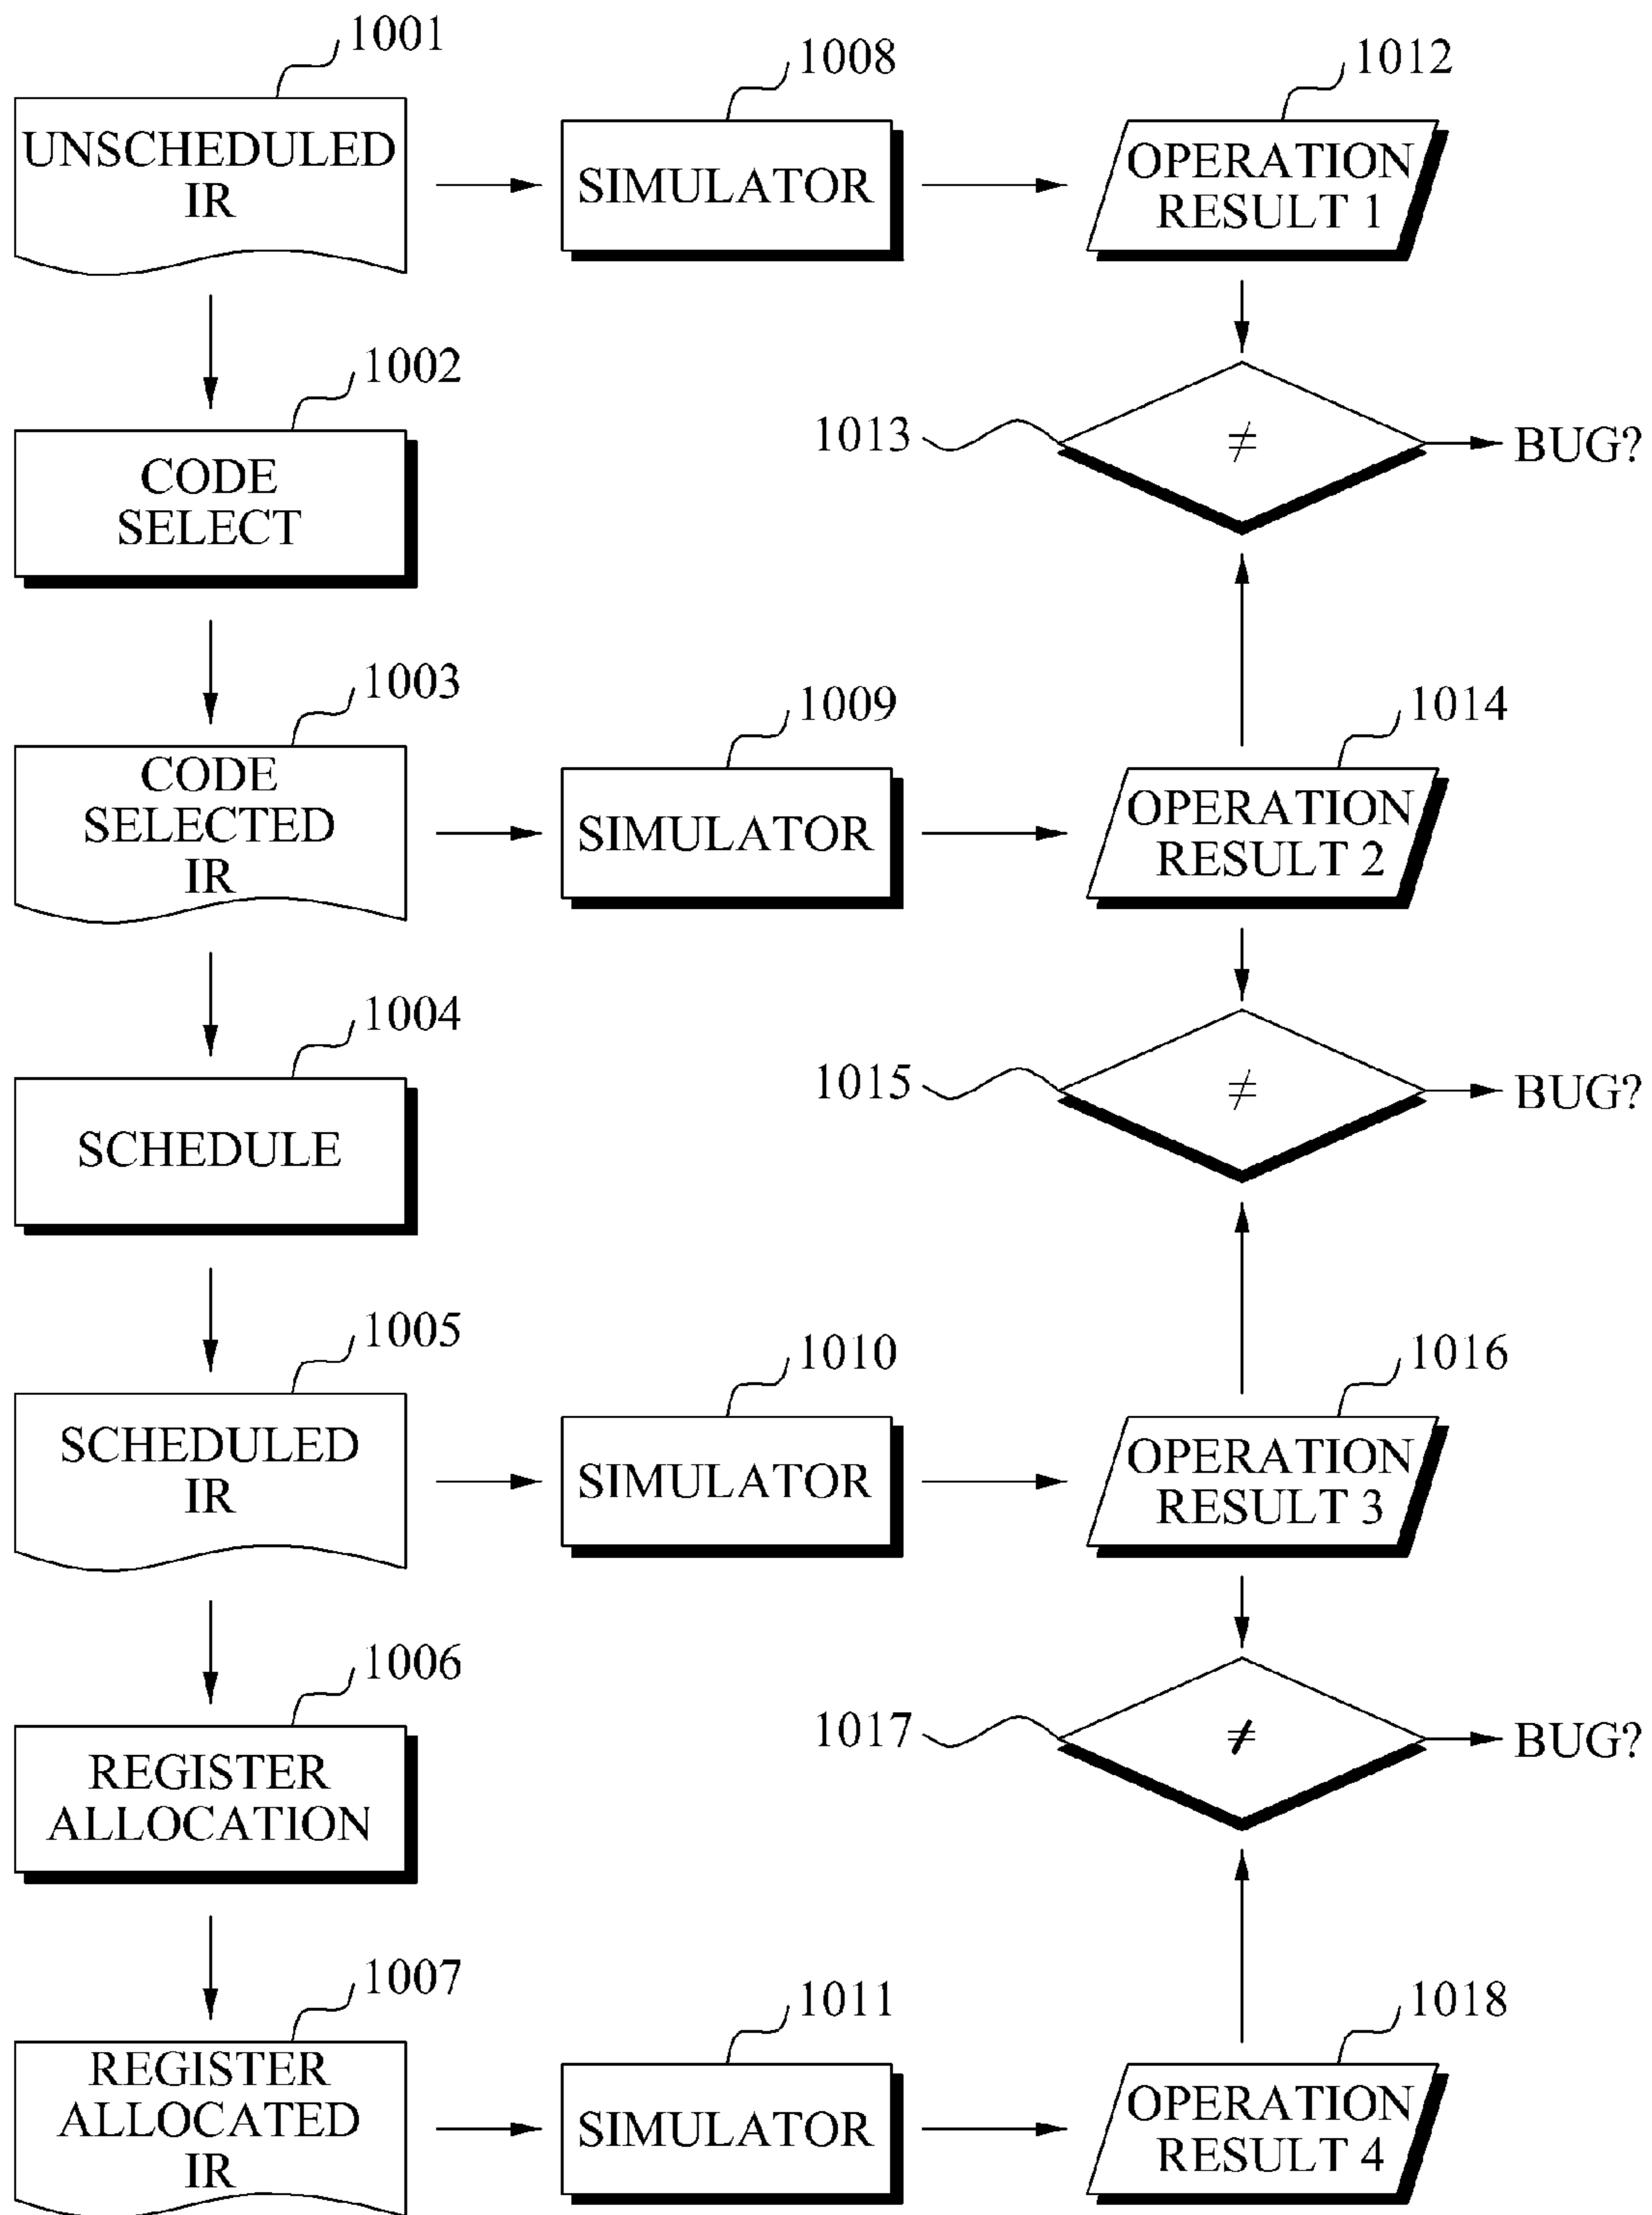 1001
1008
1012
UNSCHEDULED
IR
SIMULATOR
OPERATION
RESULT 1
1002
1013
≠
BUG?
CODE
SELECT
1003
1009
1014
CODE
SELECTED
IR
SIMULATOR
OPERATION
RESULT 2
1004
1015
≠
BUG?
SCHEDULE
1005
1010
1016
SCHEDULED
IR
SIMULATOR
OPERATION
RESULT 3
1006
1017
≠
BUG?
REGISTER
ALLOCATION
1007
1011
1018
REGISTER
ALLOCATED
IR
SIMULATOR
OPERATION
RESULT 4